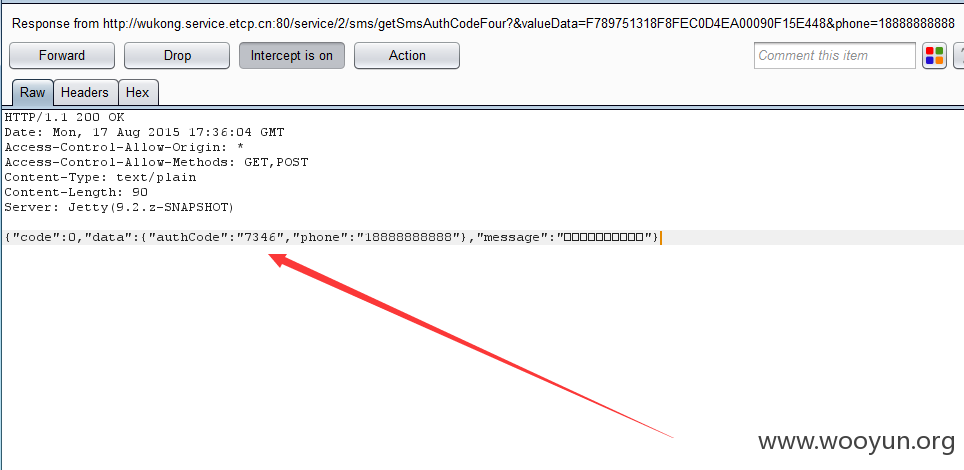 Response from http://wukong.service.etcp.cn:80/service/2/sms/getSmsAuthCodeFour?&valueData=F789751318F8FEC0D4EA00090F15E448&phone=18888888888
Forward Drop Intercept is on Action Comment this item ?
Raw Headers Hex
HTTP/1.1 200 OK
Date: Mon, 17 Aug 2015 17:36:04 GMT
Access-Control-Allow-Origin: *
Access-Control-Allow-Methods: GET,POST
Content-Type: text/plain
Content-Length: 90
Server: Jetty(9.2.z-SNAPSHOT)
{"code":0,"data":{"authCode":"7346","phone":"18888888888"},"message":"□□□□□□□□□□"}
www.wooyun.org